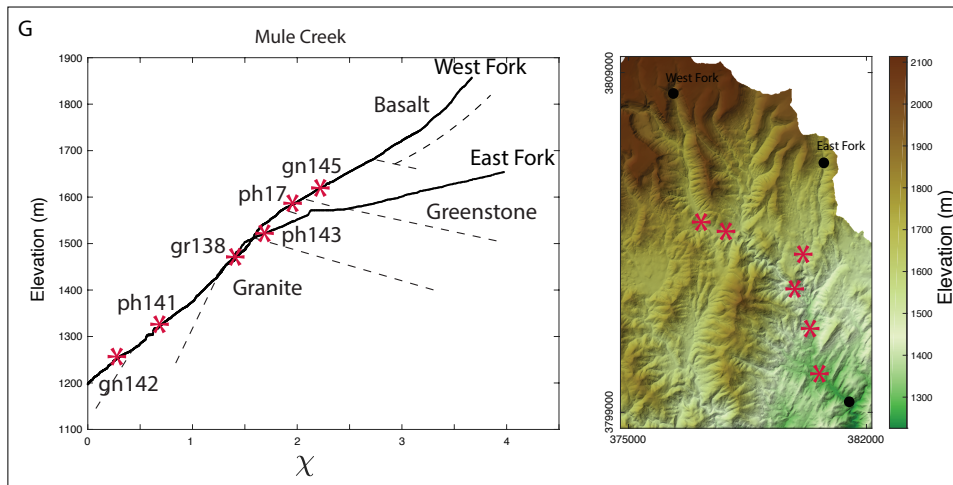 G
Mule Creek
1900
1800
1700
1600
1500
1400
1300
1200
1100
Elevation (m)
West Fork
Basalt
gn145
East Fork
ph17
Greenstone
ph143
gr138
Granite
ph141
gn142
0
1
2
3
4
5
χ
3809000
3799000
West Fork
East Fork
375000
382000
2100
2000
1900
1800
1700
1600
1500
1400
1300
Elevation (m)